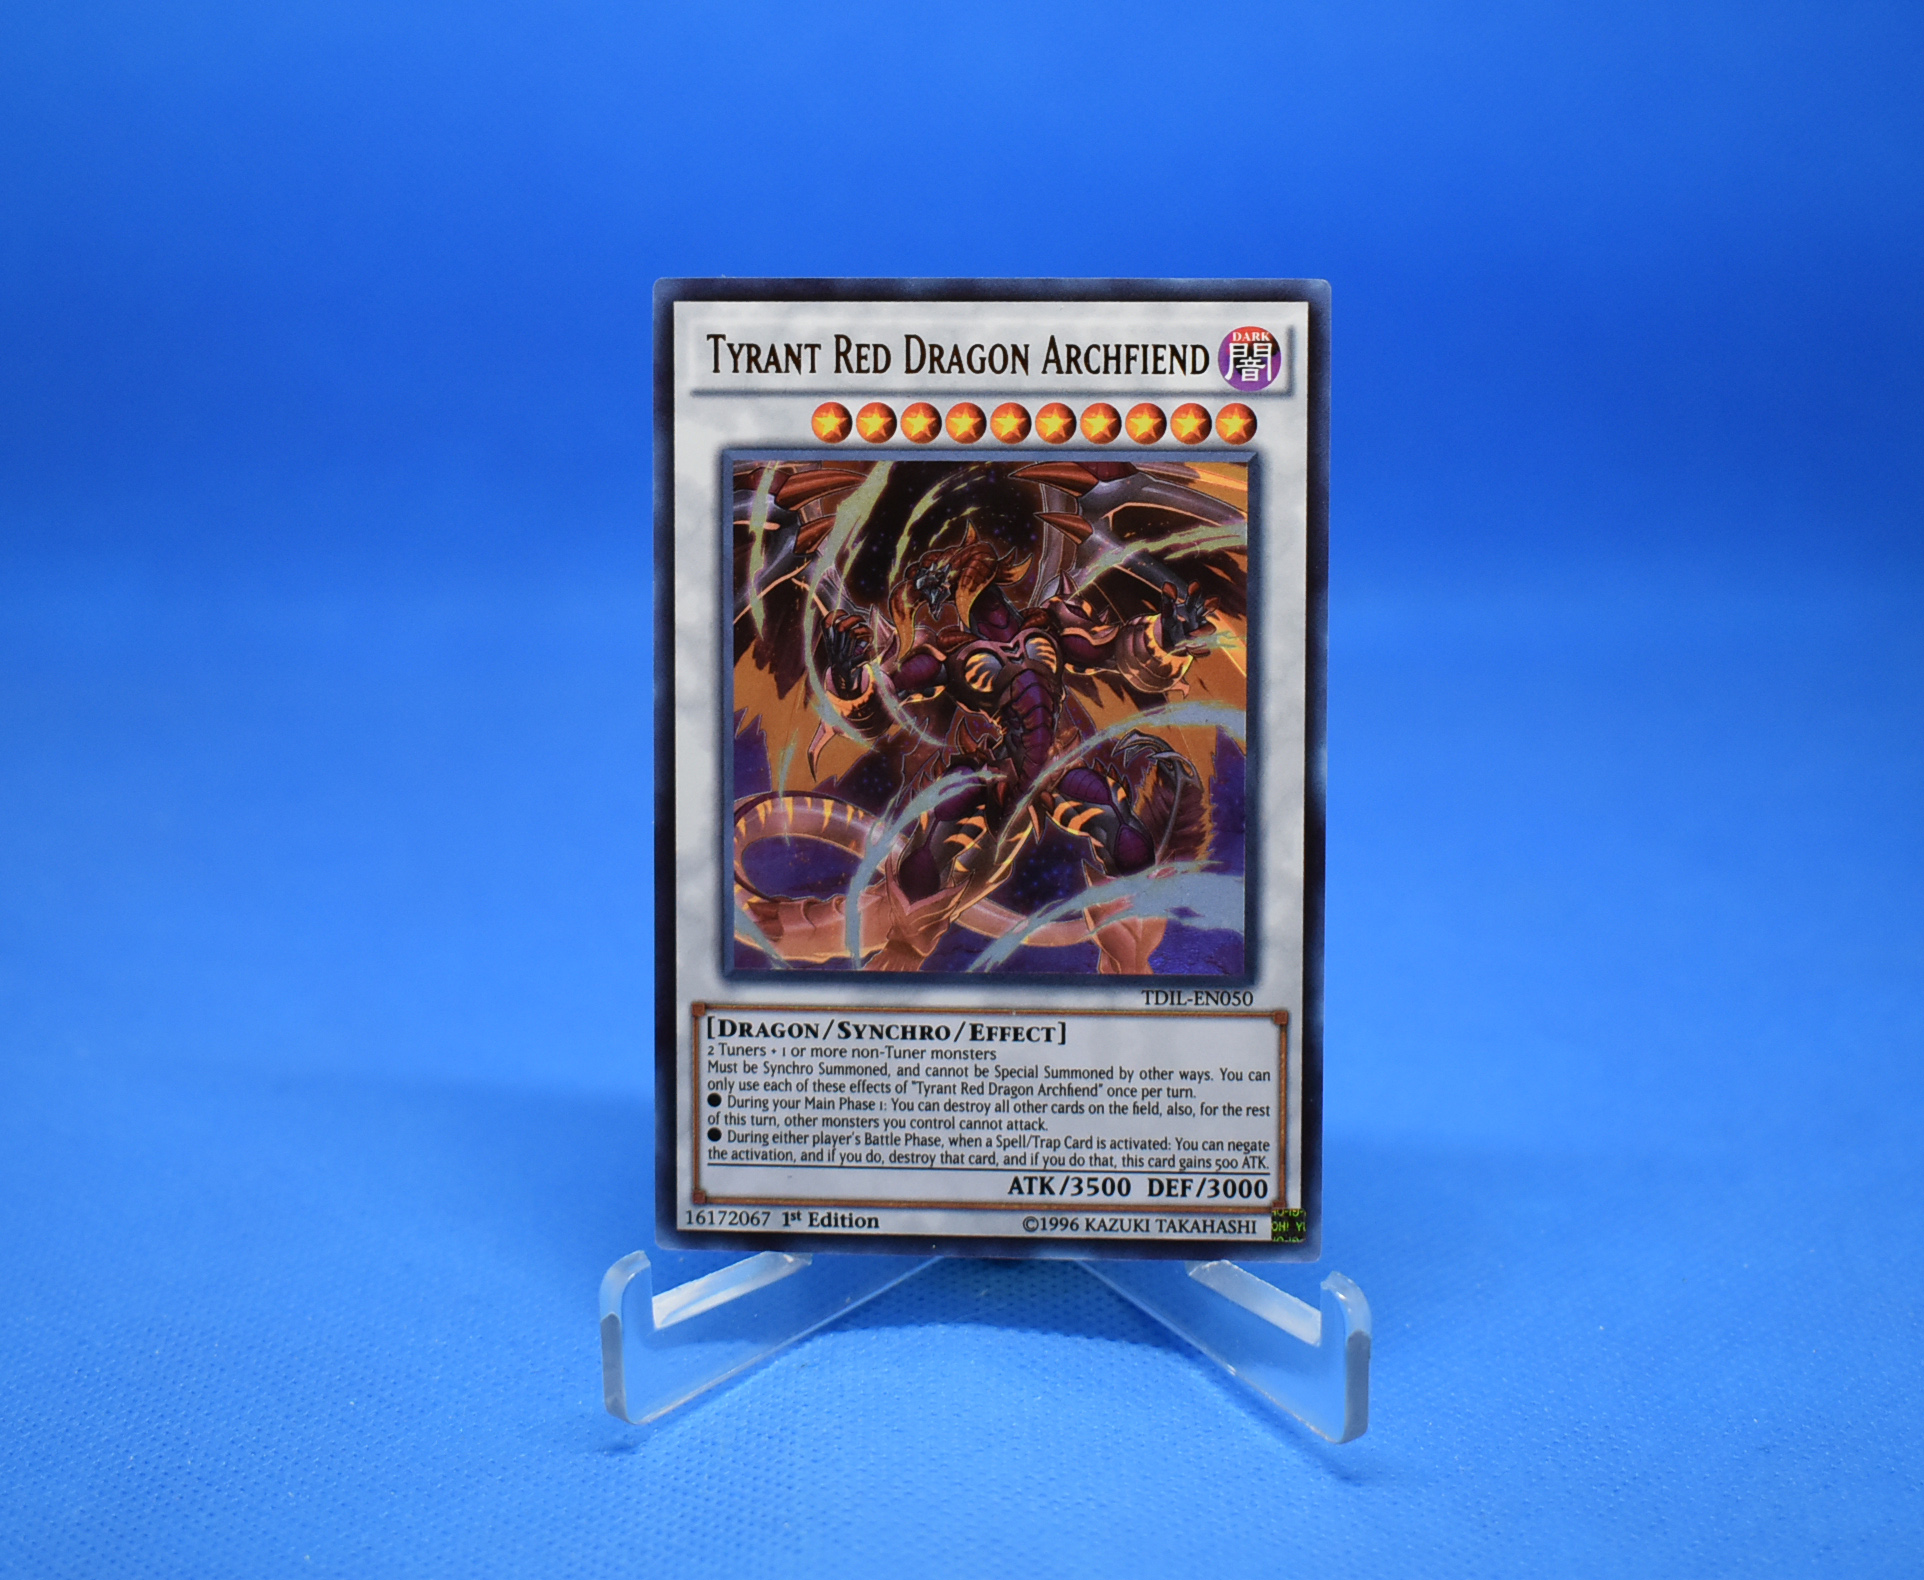 TYRANT RED DRAGON ARCHFIEND
DARK
闇
TDIL-EN050
[DRAGON/SYNCHRO/EFFECT]
2 Tuners + 1 or more non-Tuner monsters
Must be Synchro Summoned, and cannot be Special Summoned by other ways. You can
only use each of these effects of "Tyrant Red Dragon Archfiend" once per turn.
● During your Main Phase 1: You can destroy all other cards on the field, also, for the rest
of this turn, other monsters you control cannot attack.
● During either player's Battle Phase, when a Spell/Trap Card is activated: You can negate
the activation, and if you do, destroy that card, and if you do that, this card gains 500 ATK.
ATK/3500 DEF/3000
16172067 1st Edition ©1996 KAZUKI TAKAHASHI